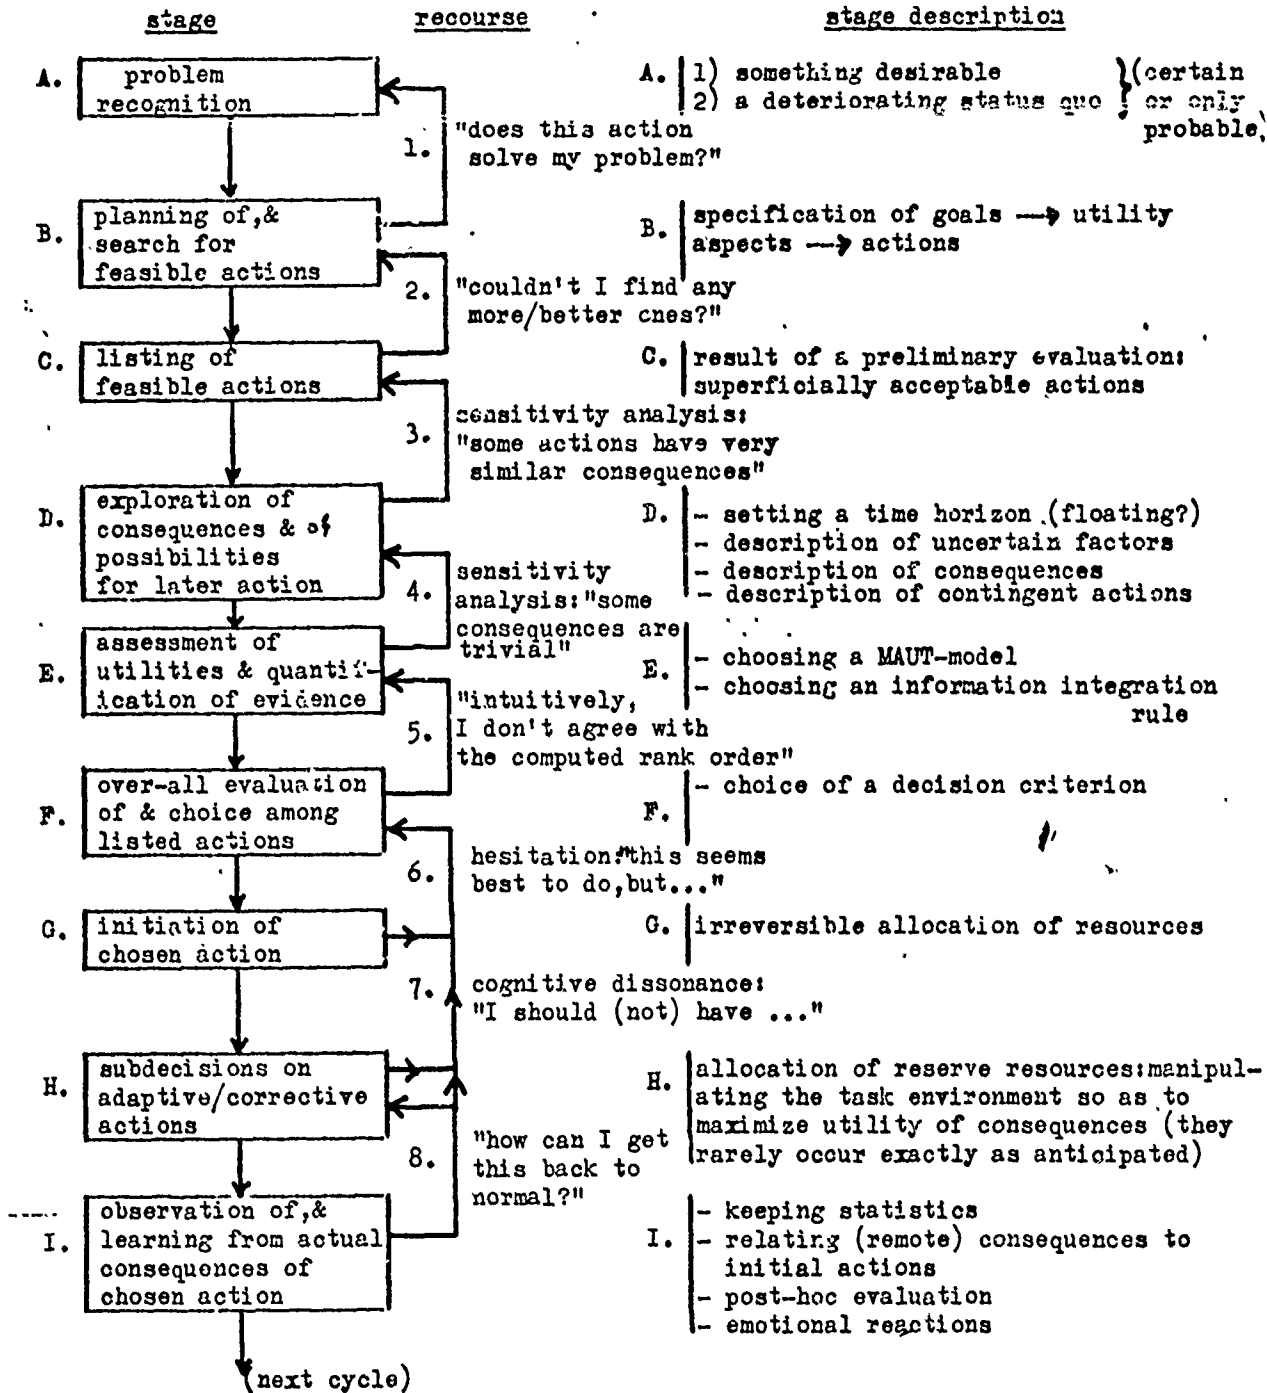 stage recourse stage description
A. problem
recognition
1. "does this action
solve my problem?"
A. 1) something desirable
2) a deteriorating status quo
(certain
or only
probable,
B. planning of,&
search for
feasible actions
2. "couldn't I find any
more/better cnes?"
B. specification of goals → utility
aspects → actions
C. listing of
feasible actions
3. sensitivity analysis:
"some actions have very
similar consequences"
C. result of a preliminary evaluation:
superficially acceptable actions
D. exploration of
consequences & of
possibilities
for later action
4. sensitivity
analysis:"some
consequences are
trivial"
D. - setting a time horizon (floating?)
- description of uncertain factors
- description of consequences
- description of contingent actions
E. assessment of
utilities & quantif-
ication of evidence
5. "intuitively,
I don't agree with
the computed rank order"
E. - choosing a MAUT-model
- choosing an information integration
rule
F. over-all evaluation
of & choice among
listed actions
6. hesitation:"this seems
best to do,but..."
F. - choice of a decision criterion
G. initiation of
chosen action
7. cognitive dissonance:
"I should (not) have ..."
G. irreversible allocation of resources
H. subdecisions on
adaptive/corrective
actions
8. "how can I get
this back to
normal?"
H. allocation of reserve resources:manipul-
ating the task environment so as to
maximize utility of consequences (they
rarely occur exactly as anticipated)
I. observation of,&
learning from actual
consequences of
chosen action
I. - keeping statistics
- relating (remote) consequences to
initial actions
- post-hoc evaluation
- emotional reactions
(next cycle)